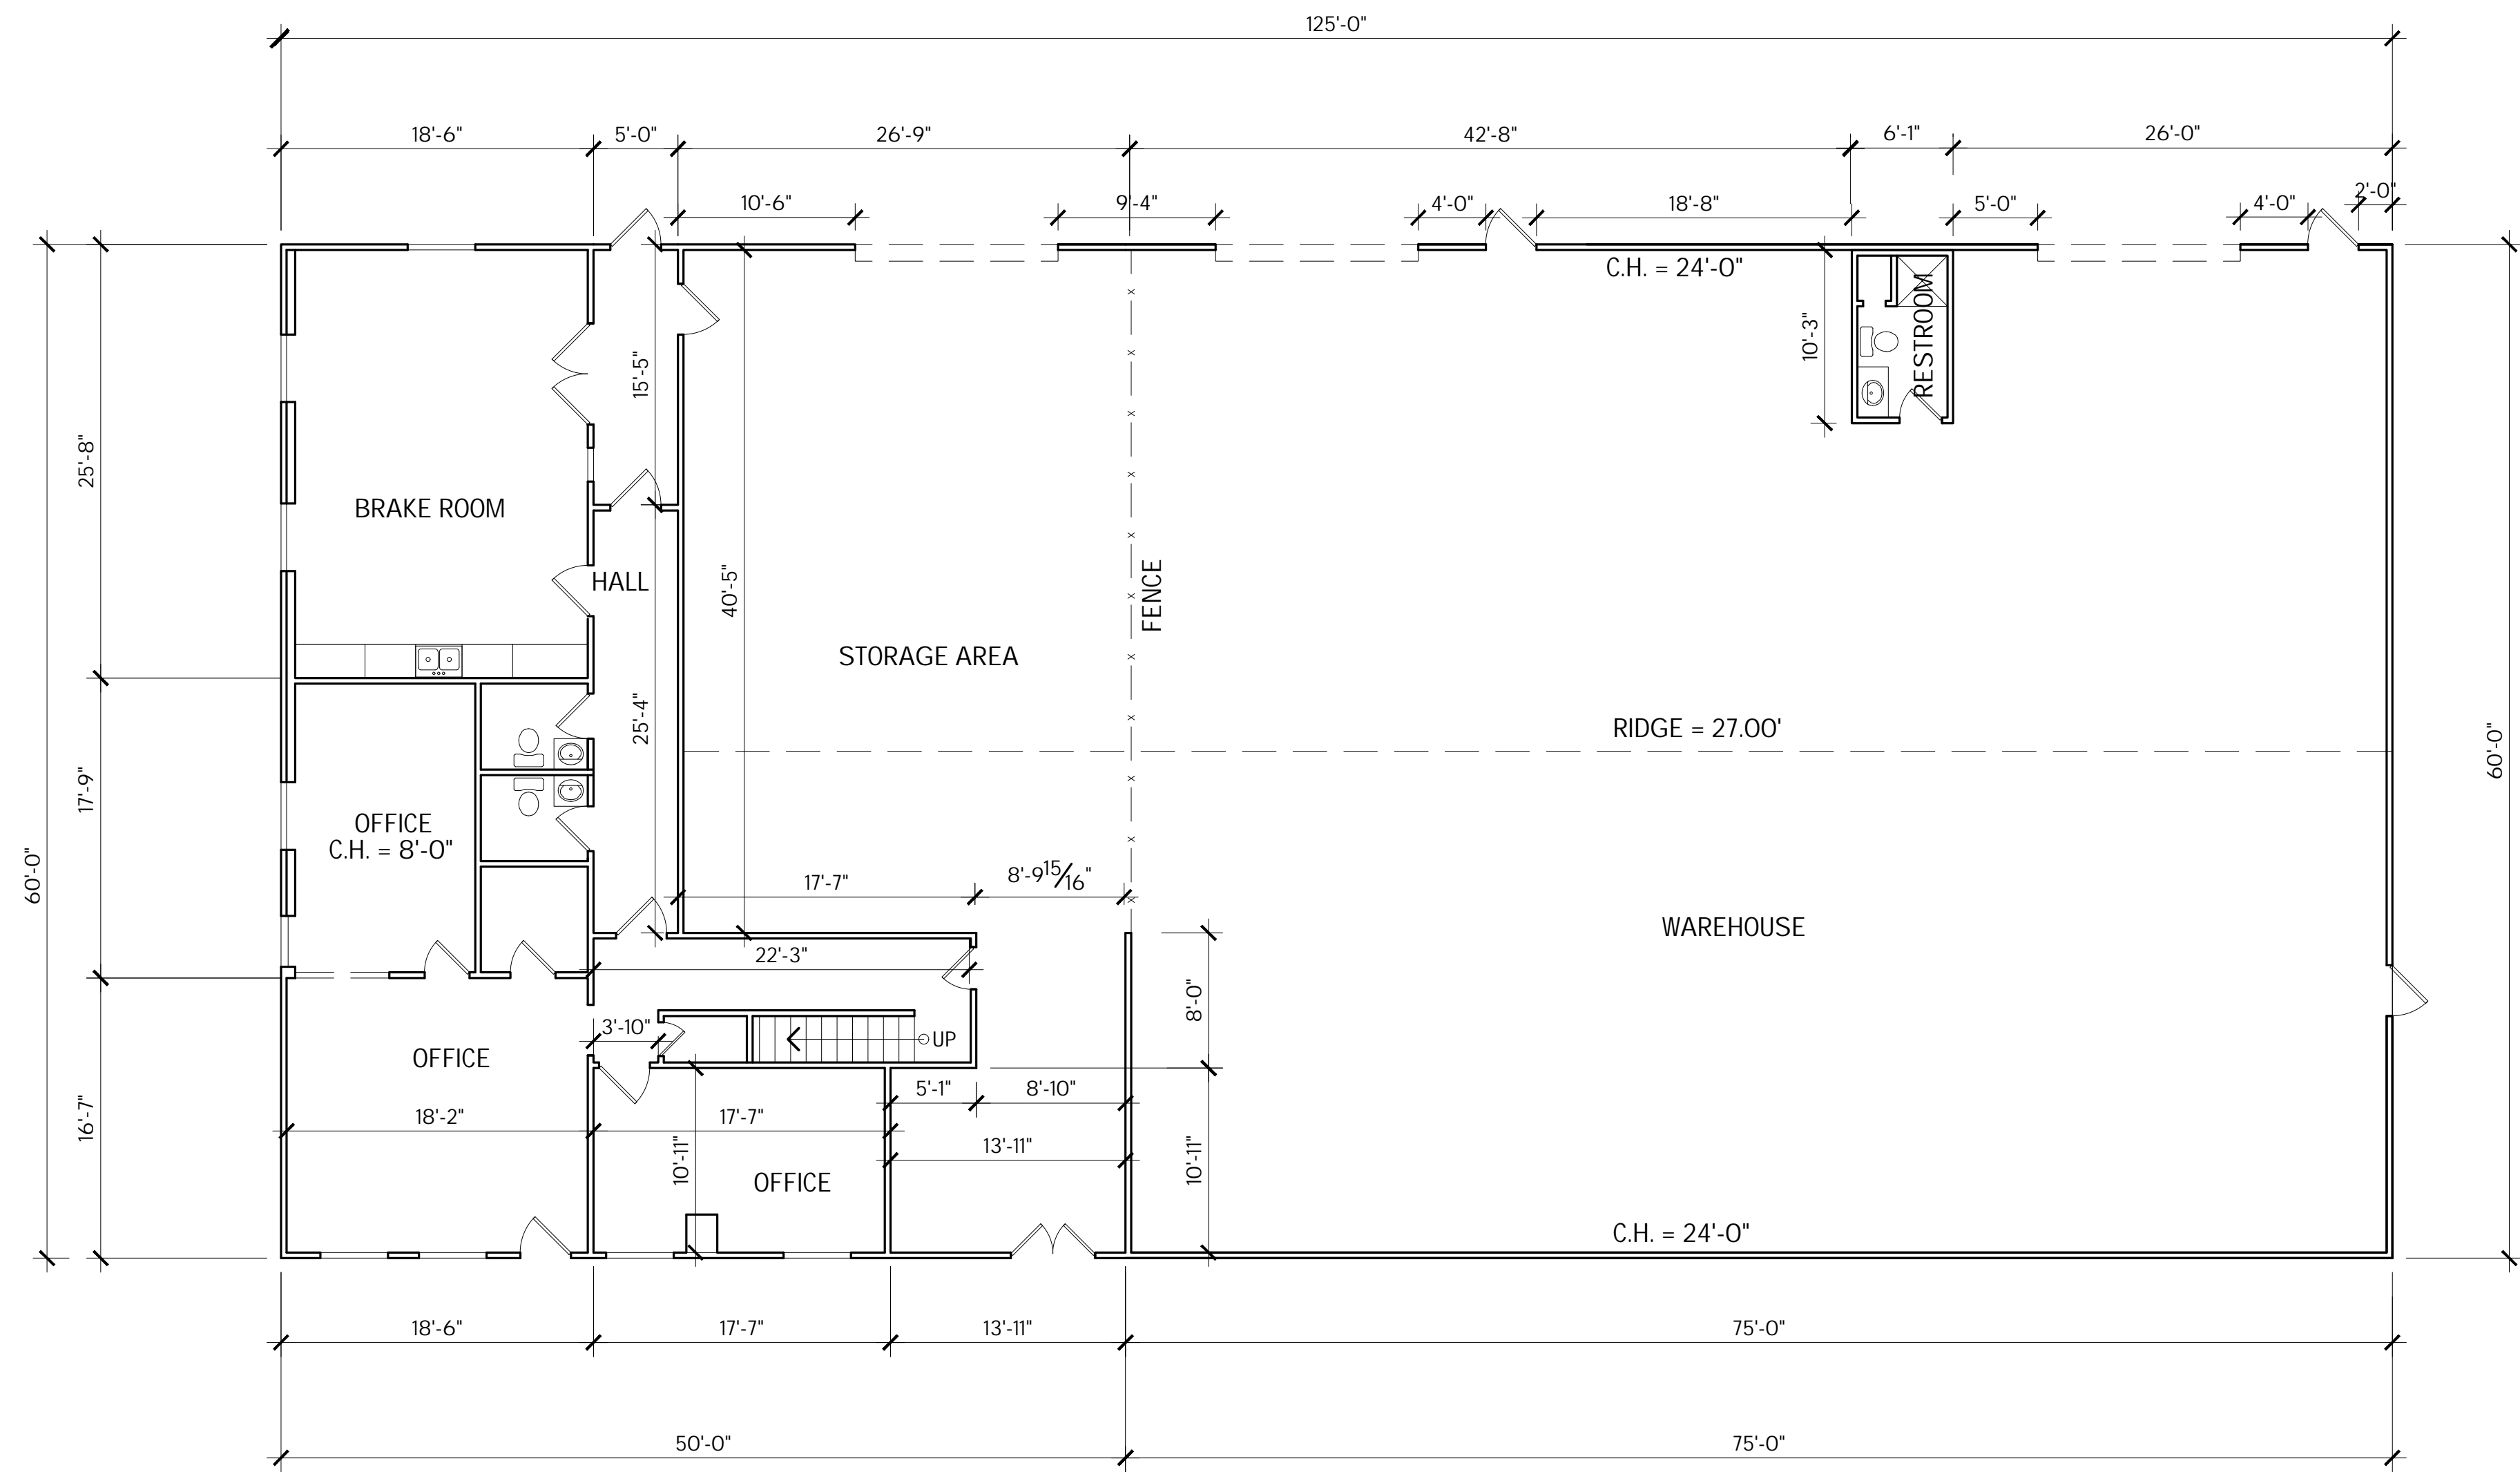 125'-0"
18'-6"
5'-0"
26'-9"
42'-8"
6'-1"
26'-0"
10'-6"
9'-4"
4'-0"
18'-8"
5'-0"
4'-0"
2'-0"
C.H. = 24'-0"
RESTROOM
10'-3"
15'-5"
25'-8"
BRAKE ROOM
HALL
40'-5"
FENCE
STORAGE AREA
25'-4"
RIDGE = 27.00'
60'-0"
17'-9"
OFFICE
C.H. = 8'-0"
60'-0"
17'-7"
8'-9 15/16"
WAREHOUSE
22'-3"
8'-0"
3'-10"
UP
OFFICE
5'-1"
8'-10"
16'-7"
18'-2"
17'-7"
13'-11"
10'-11"
10'-11"
OFFICE
C.H. = 24'-0"
18'-6"
17'-7"
13'-11"
75'-0"
50'-0"
75'-0"